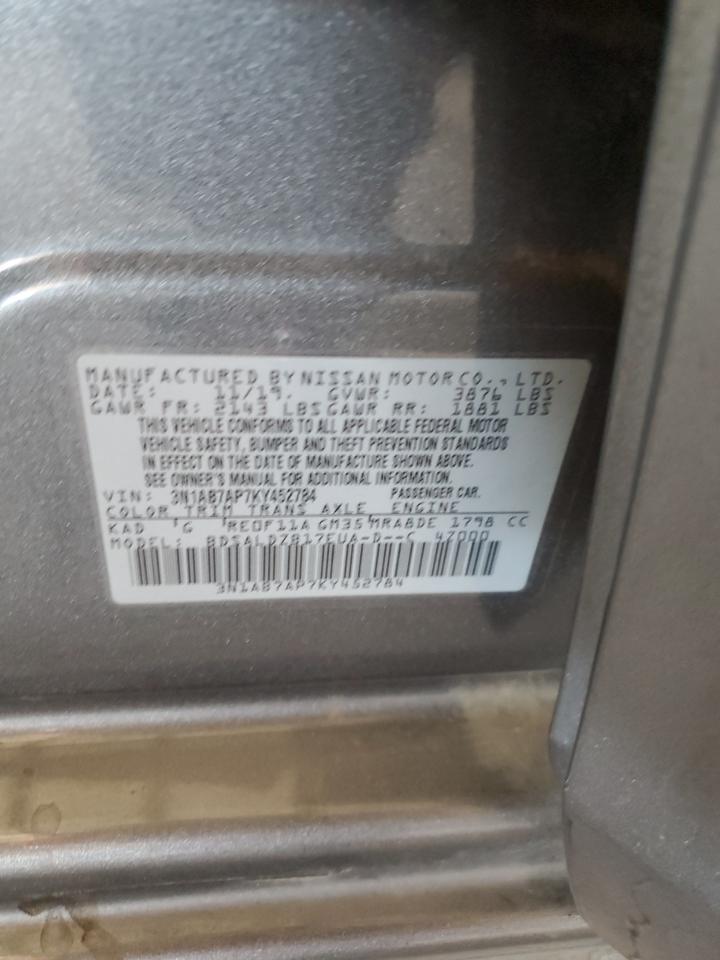 MANUFACTURED BY NISSAN MOTOR CO., LTD.
DATE: 11/19. GVWR: 3876 LBS
GAWR FR: 2143 LBS GAWR RR: 1881 LBS
THIS VEHICLE CONFORMS TO ALL APPLICABLE FEDERAL MOTOR
VEHICLE SAFETY, BUMPER AND THEFT PREVENTION STANDARDS
IN EFFECT ON THE DATE OF MANUFACTURE SHOWN ABOVE.
SEE OWNER'S MANUAL FOR ADDITIONAL INFORMATION.
VIN: 3N1AB7AP7KY452784 PASSENGER CAR.
COLOR TRIM TRANS AXLE ENGINE
KAD G RE0F11A GM35 MRA8DE 1798 CC
MODEL: BDSALDZB17EUA-D--C 47000
3N1AB7AP7KY452784